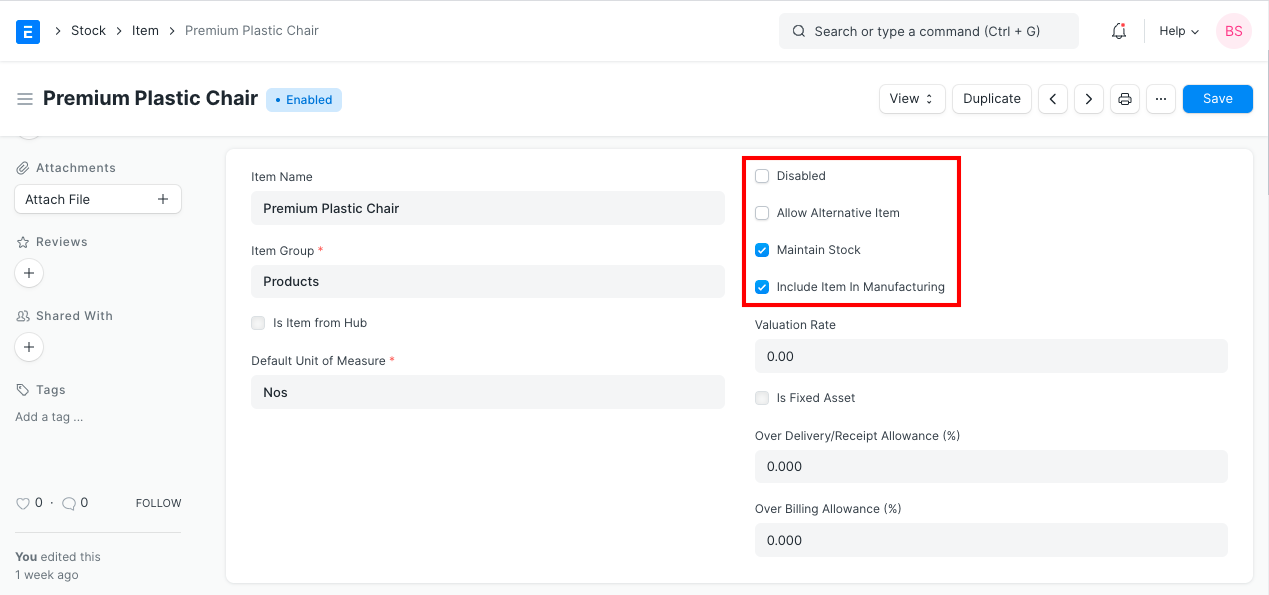 E
Stock
Item
Premium Plastic Chair
Search or type a command (Ctrl + G)
Help
BS
Premium Plastic Chair
Enabled
View
Duplicate
Save
Attachments
Attach File
Reviews
Shared With
Tags
Add a tag ...
0 · 0
FOLLOW
You edited this
1 week ago
Item Name
Premium Plastic Chair
Item Group *
Products
Is Item from Hub
Default Unit of Measure *
Nos
Disabled
Allow Alternative Item
Maintain Stock
Include Item In Manufacturing
Valuation Rate
0.00
Is Fixed Asset
Over Delivery/Receipt Allowance (%)
0.000
Over Billing Allowance (%)
0.000